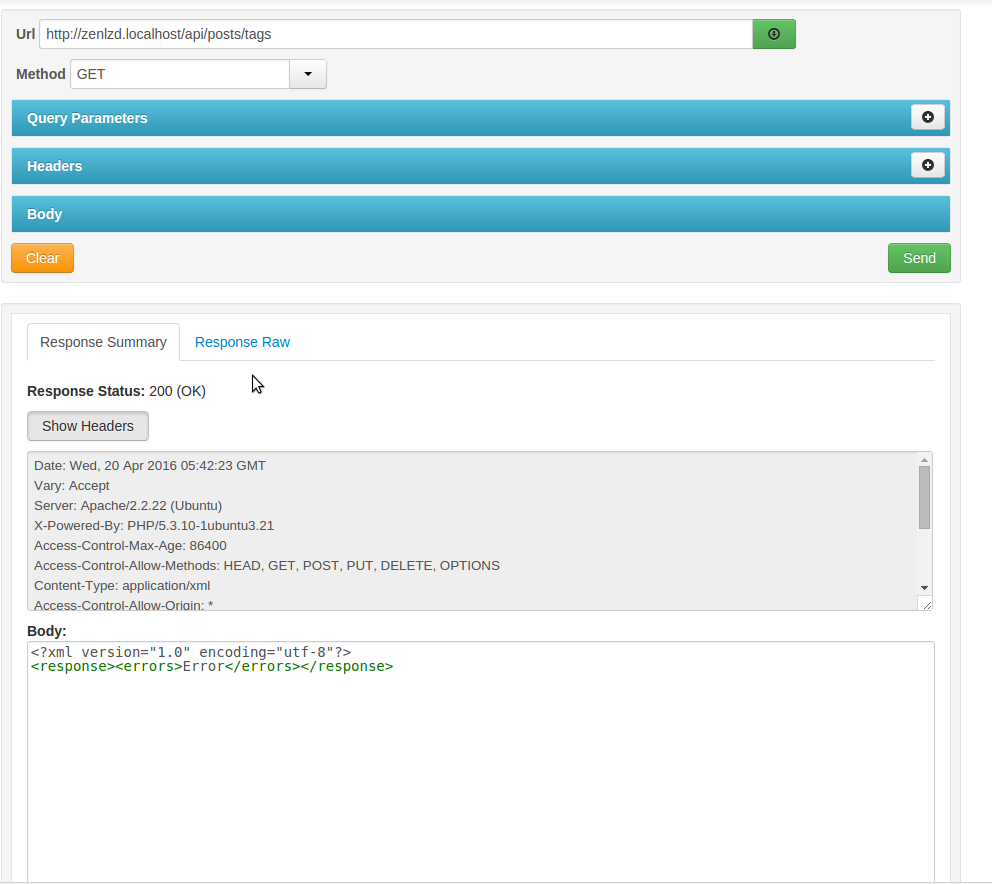 Url http://zenlzd.localhost/api/posts/tags
Method GET
Query Parameters
Headers
Body
Clear Send
Response Summary Response Raw
Response Status: 200 (OK)
Show Headers
Date: Wed, 20 Apr 2016 05:42:23 GMT
Vary: Accept
Server: Apache/2.2.22 (Ubuntu)
X-Powered-By: PHP/5.3.10-1ubuntu3.21
Access-Control-Max-Age: 86400
Access-Control-Allow-Methods: HEAD, GET, POST, PUT, DELETE, OPTIONS
Content-Type: application/xml
Access-Control-Allow-Origin: *
Body:
<?xml version="1.0" encoding="utf-8"?>
<response><errors>Error</errors></response>